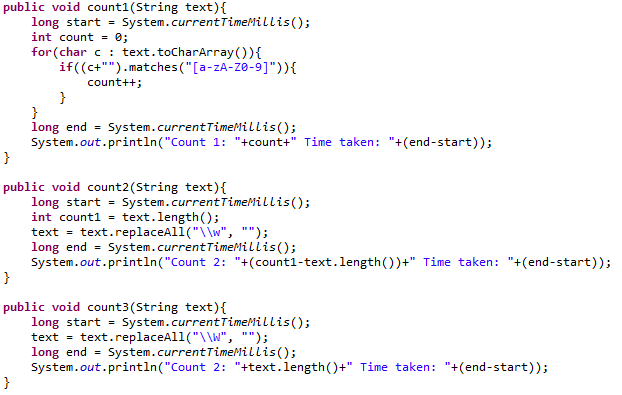 public void count1(String text){
    long start = System.currentTimeMillis();
    int count = 0;
    for(char c : text.toCharArray()){
        if((c+"").matches("[a-zA-Z0-9]")){
            count++;
        }
    }
    long end = System.currentTimeMillis();
    System.out.println("Count 1: "+count+" Time taken: "+(end-start));
}

public void count2(String text){
    long start = System.currentTimeMillis();
    int count1 = text.length();
    text = text.replaceAll("\\w", "");
    long end = System.currentTimeMillis();
    System.out.println("Count 2: "+(count1-text.length())+" Time taken: "+(end-start));
}

public void count3(String text){
    long start = System.currentTimeMillis();
    text = text.replaceAll("\\W", "");
    long end = System.currentTimeMillis();
    System.out.println("Count 2: "+text.length()+" Time taken: "+(end-start));
}